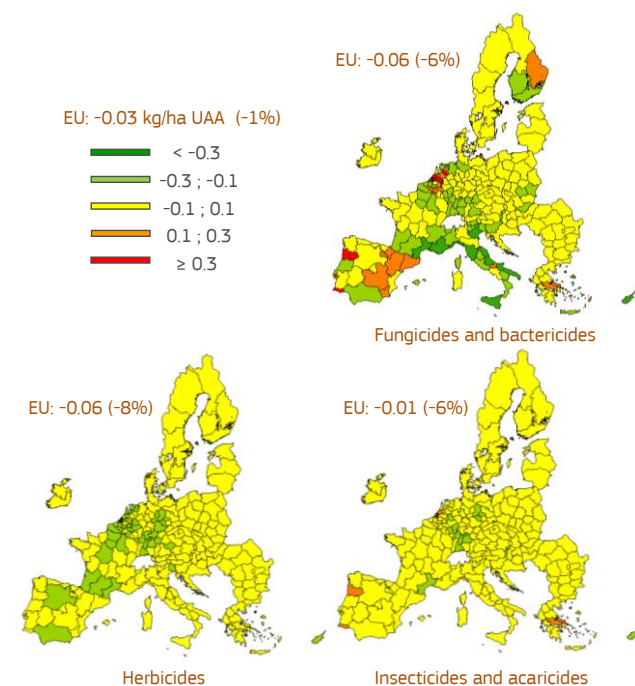 EU: -0.06 (-6%)
EU: -0.03 kg/ha UAA (-1%)
< -0.3
-0.3 ; -0.1
-0.1 ; 0.1
0.1 ; 0.3
≥ 0.3
Fungicides and bactericides
EU: -0.06 (-8%)
EU: -0.01 (-6%)
Herbicides
Insecticides and acaricides